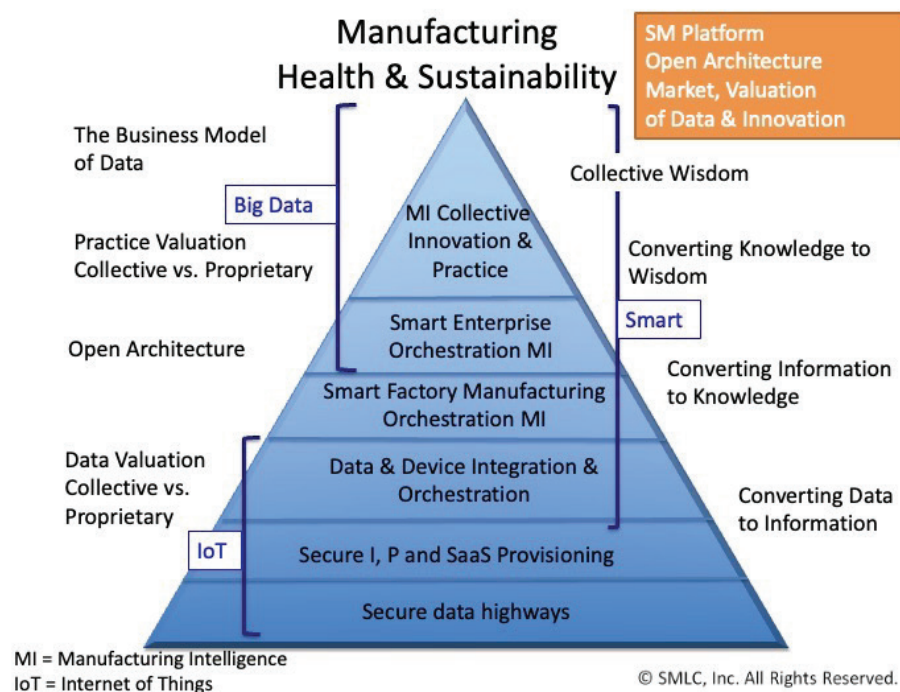 Manufacturing
Health & Sustainability
SM Platform
Open Architecture
Market, Valuation
of Data & Innovation
The Business Model
of Data
Big Data
Practice Valuation
Collective vs. Proprietary
Open Architecture
Data Valuation
Collective vs.
Proprietary
IoT
MI Collective
Innovation &
Practice
Smart Enterprise
Orchestration MI
Smart Factory Manufacturing
Orchestration MI
Data & Device Integration &
Orchestration
Secure I, P and SaaS Provisioning
Secure data highways
Collective Wisdom
Converting Knowledge to
Wisdom
Smart
Converting Information
to Knowledge
Converting Data
to Information
MI = Manufacturing Intelligence
IoT = Internet of Things
© SMLC, Inc. All Rights Reserved.